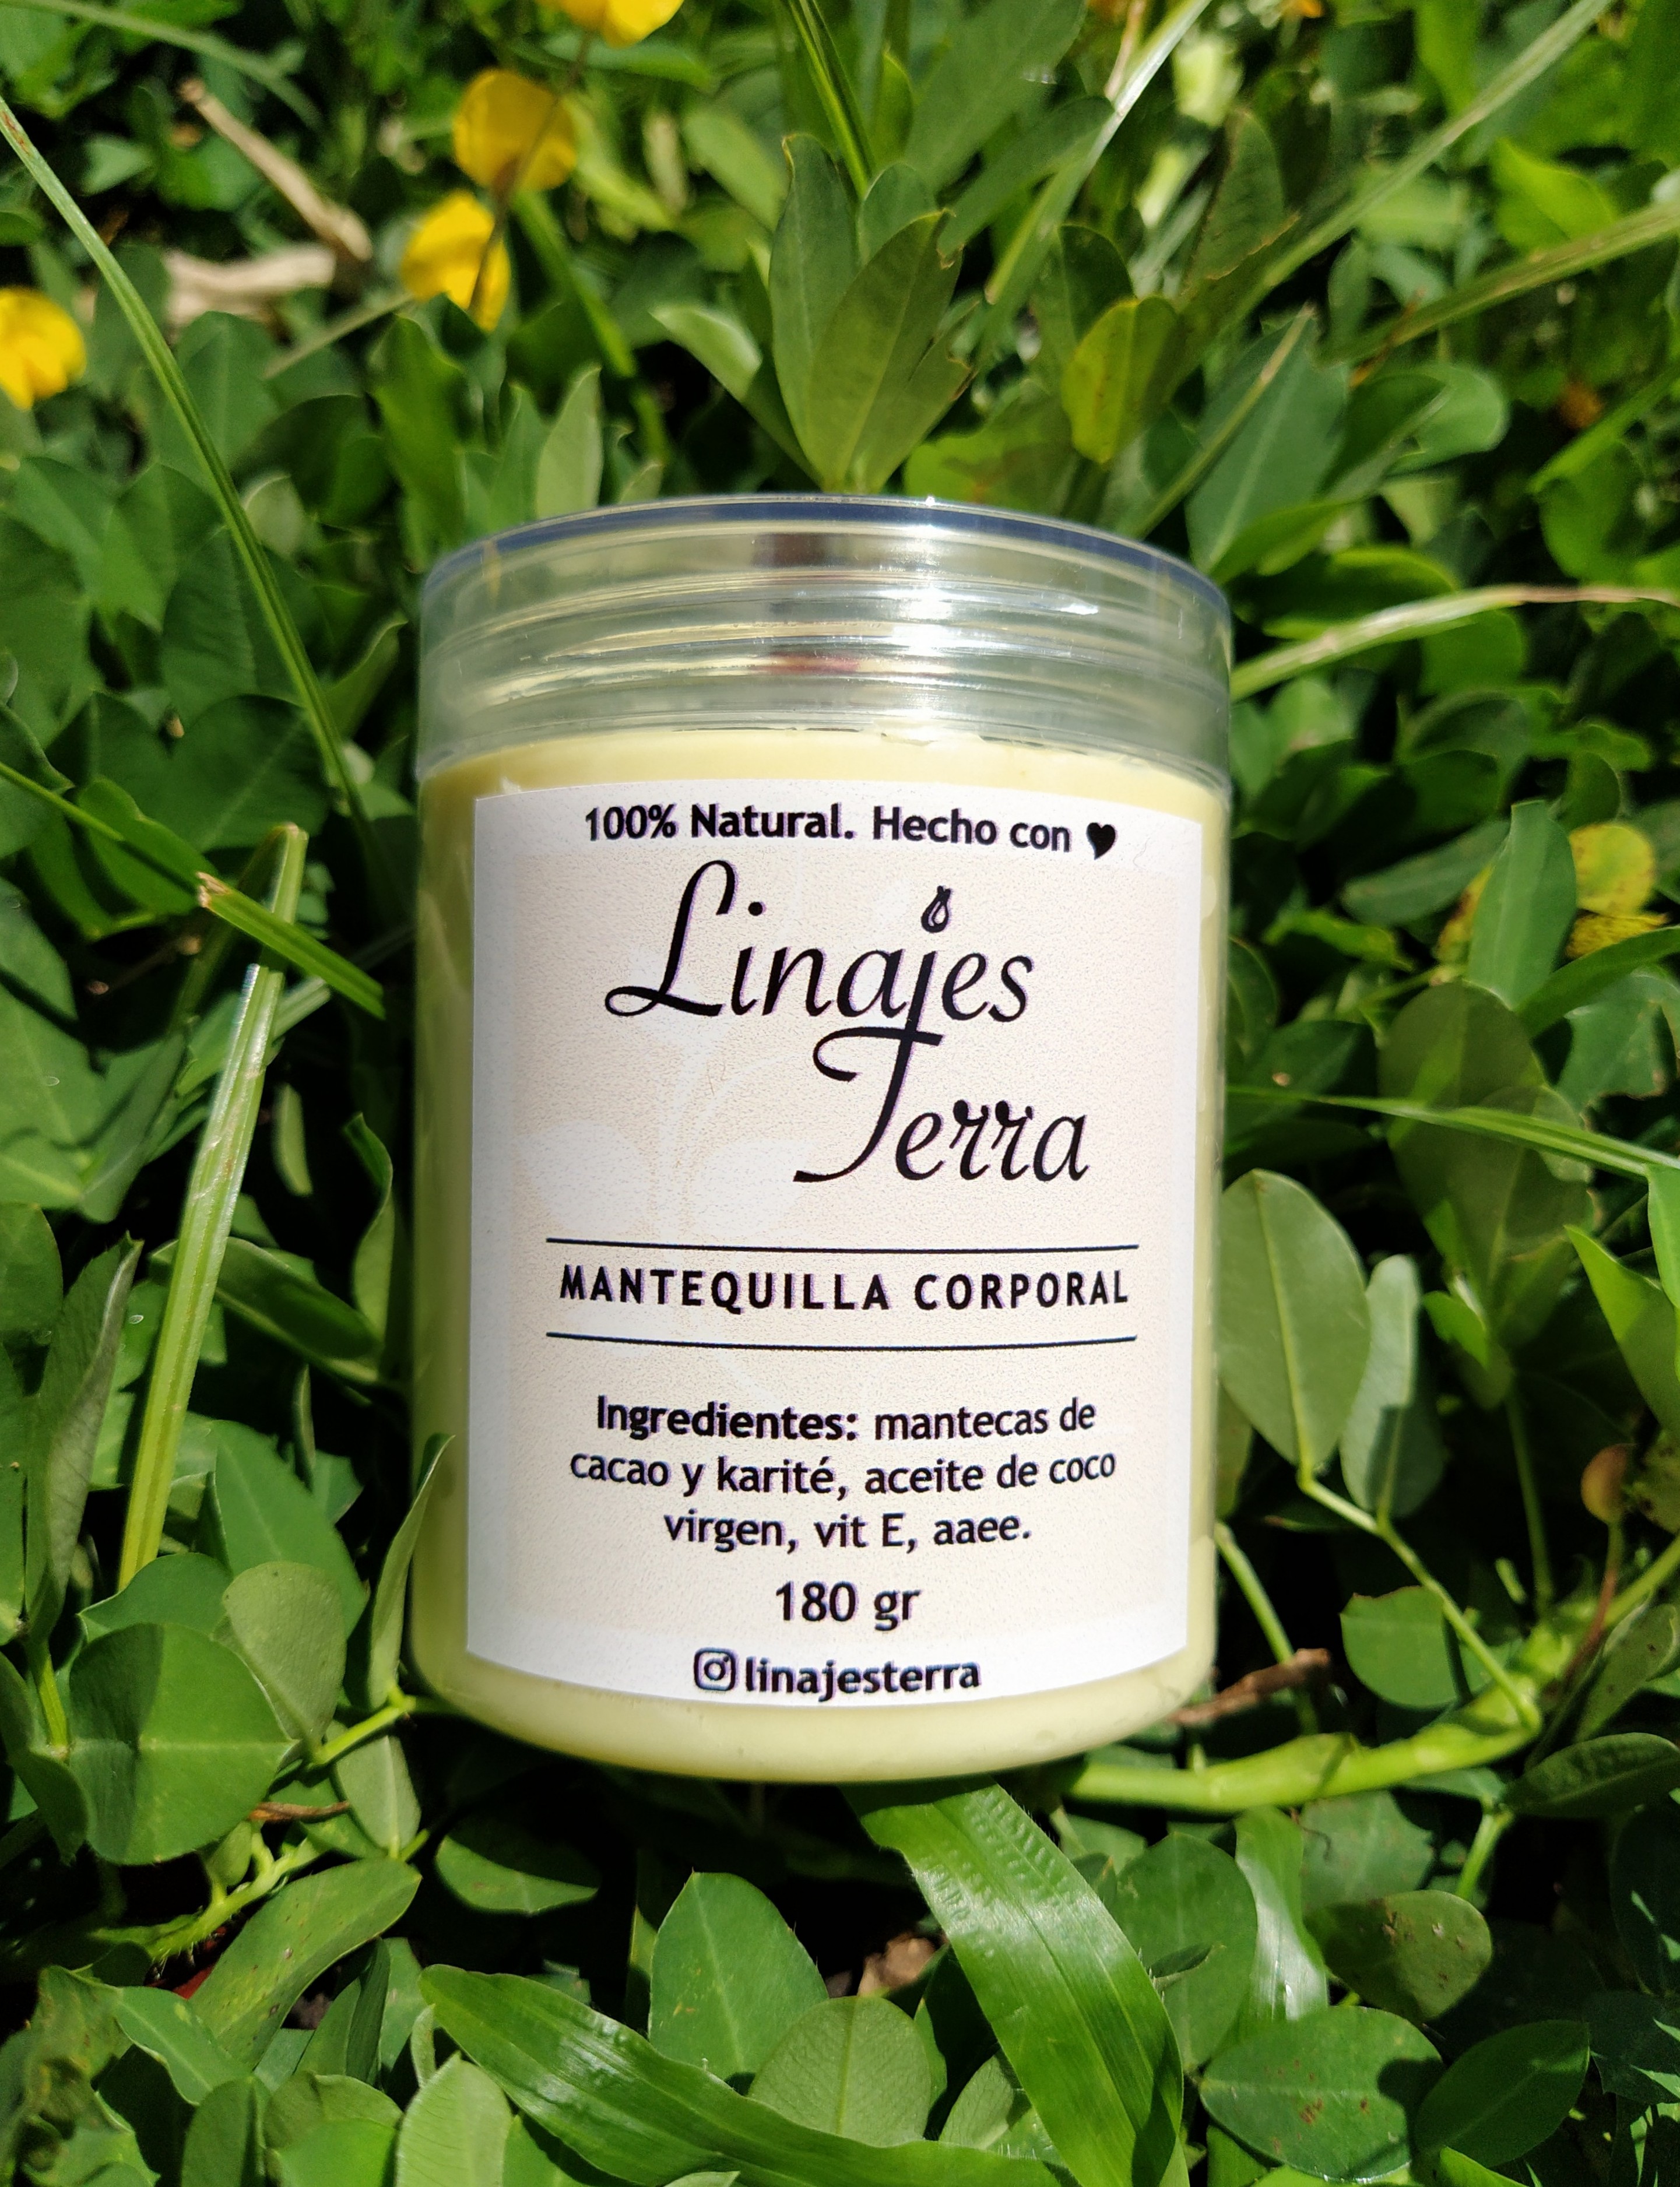 100% Natural. Hecho con ♥
Linajes
Terra
MANTEQUILLA CORPORAL
Ingredientes: mantecas de
cacao y karité, aceite de coco
virgen, vit E, aaee.
180 gr
linajesterra